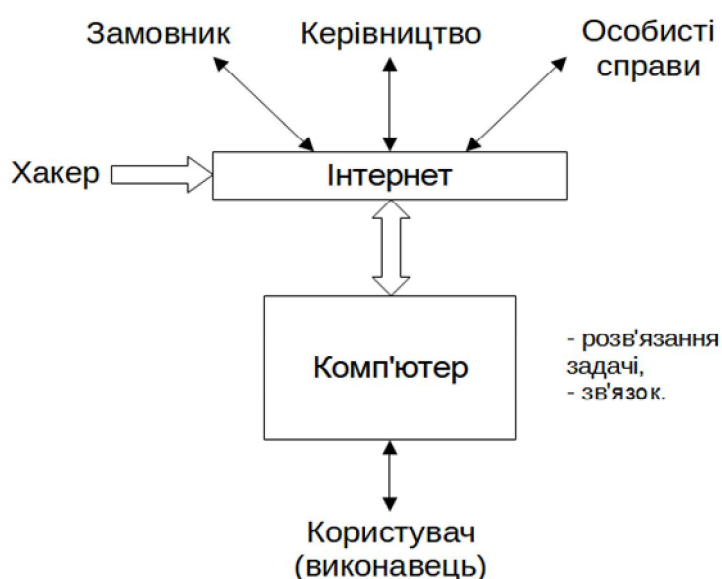 Замовник
Керівництво
Особисті
справи
Хакер
Інтернет
Комп'ютер
- розв'язання
задачі,
- зв'язок.
Користувач
(виконавець)